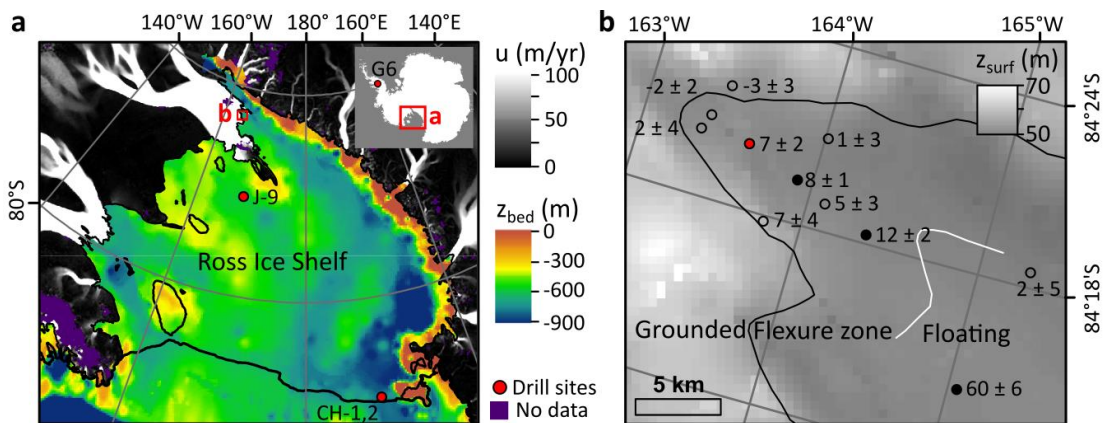 a
140°W
160°W
180°
160°E
140°E
u (m/yr)
100
50
0
G6
a
b
80°S
J-9
Ross Ice Shelf
z_bed (m)
0
-300
-600
-900
CH-1,2
Drill sites
No data
b
163°W
164°W
165°W
z_surf (m)
70
50
84°24'S
84°18'S
-2 ± 2
-3 ± 3
2 ± 4
7 ± 2
1 ± 3
8 ± 1
5 ± 3
7 ± 4
12 ± 2
2 ± 5
Grounded
Flexure zone
Floating
5 km
60 ± 6